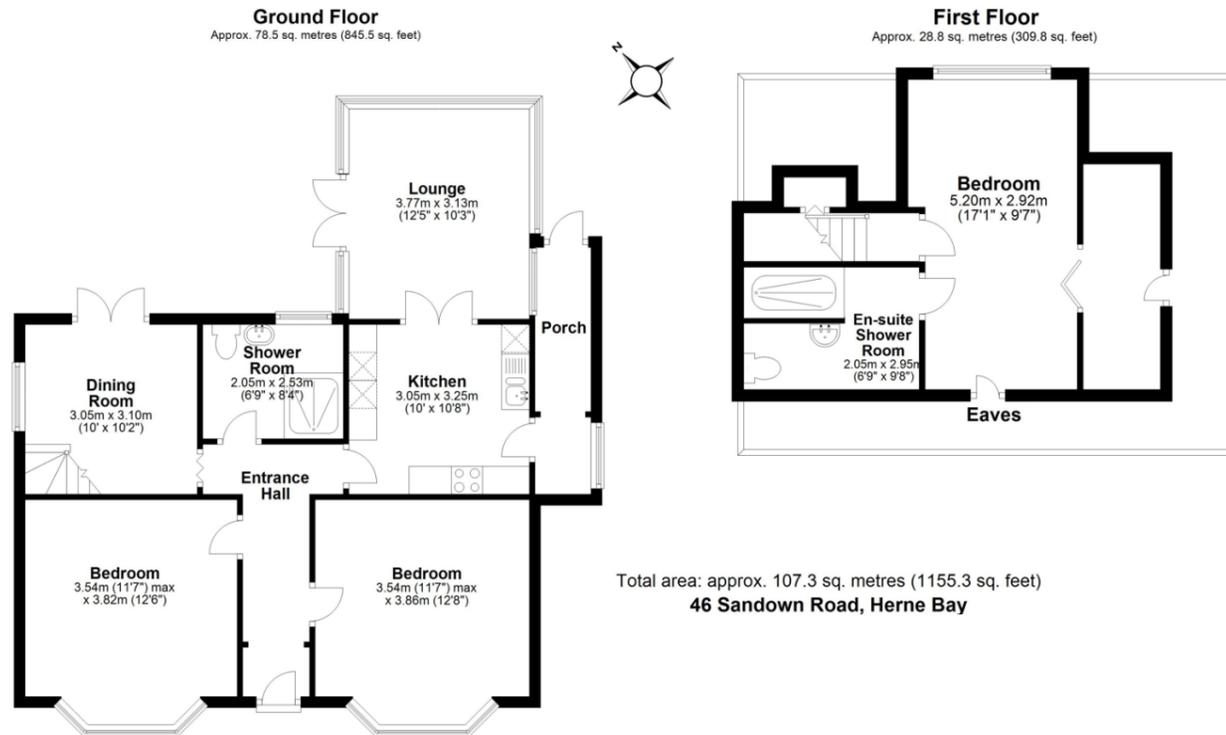 Ground Floor
Approx. 78.5 sq. metres (845.5 sq. feet)
First Floor
Approx. 28.8 sq. metres (309.8 sq. feet)
N
Lounge
3.77m x 3.13m
(12'5" x 10'3")
Porch
Dining
Room
3.05m x 3.10m
(10' x 10'2")
Shower
Room
2.05m x 2.53m
(6'9" x 8'4")
Kitchen
3.05m x 3.25m
(10' x 10'8")
Entrance
Hall
Bedroom
3.54m (11'7") max
x 3.82m (12'6")
Bedroom
3.54m (11'7") max
x 3.86m (12'8")
Bedroom
5.20m x 2.92m
(17'1" x 9'7")
En-suite
Shower
Room
2.05m x 2.95m
(6'9" x 9'8")
Eaves
Total area: approx. 107.3 sq. metres (1155.3 sq. feet)
46 Sandown Road, Herne Bay